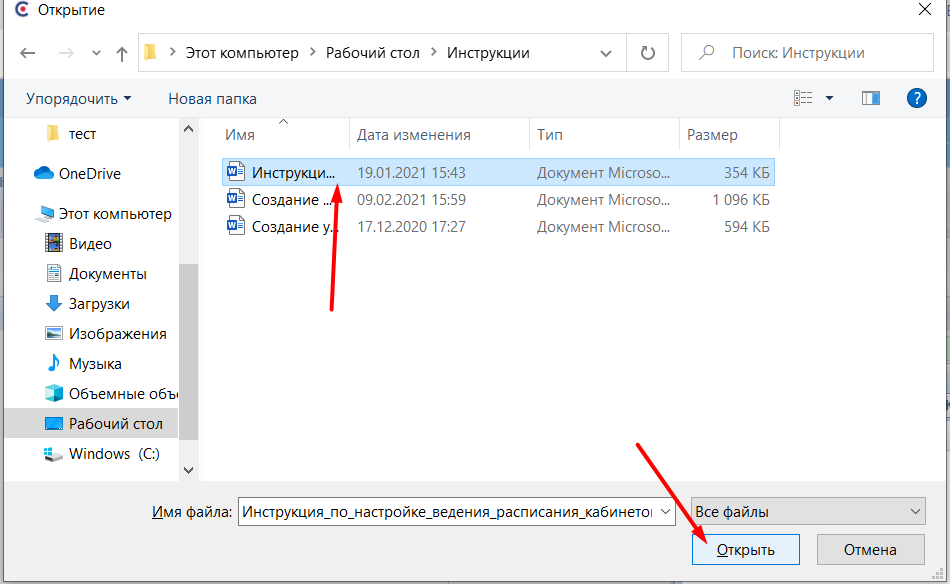 Открытие
Этот компьютер > Рабочий стол > Инструкции
Поиск: Инструкции
Упорядочить
Новая папка
?
Имя
Дата изменения
Тип
Размер
тест
OneDrive
Этот компьютер
Видео
Документы
Загрузки
Изображения
Музыка
Объемные объ
Рабочий стол
Windows (C:)
Инструкци... 19.01.2021 15:43 Документ Microso... 354 КБ
Создание ... 09.02.2021 15:59 Документ Microso... 1 096 КБ
Создание у... 17.12.2020 17:27 Документ Microso... 594 КБ
Имя файла: Инструкция_по_настройке_ведения_расписания_кабинето
Все файлы
Открыть
Отмена